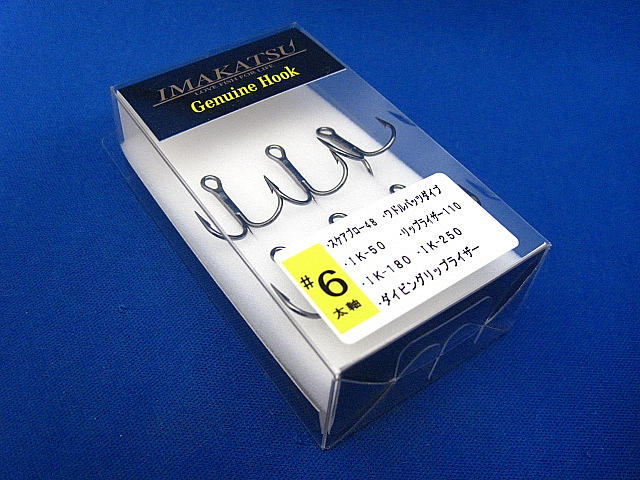 IMAKATSU
LOVE FISH FOR LIFE
Genuine Hook
#6
太軸
・スケアブロー48 ・ワドルバッツダイブ
・IK-50 ・リップライザー110
・IK-180 ・IK-250
・ダイビングリップライザー